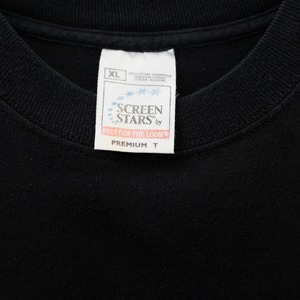 XL
SCREEN
STARS®
by
FRUIT OF THE LOOM®
PREMIUM T